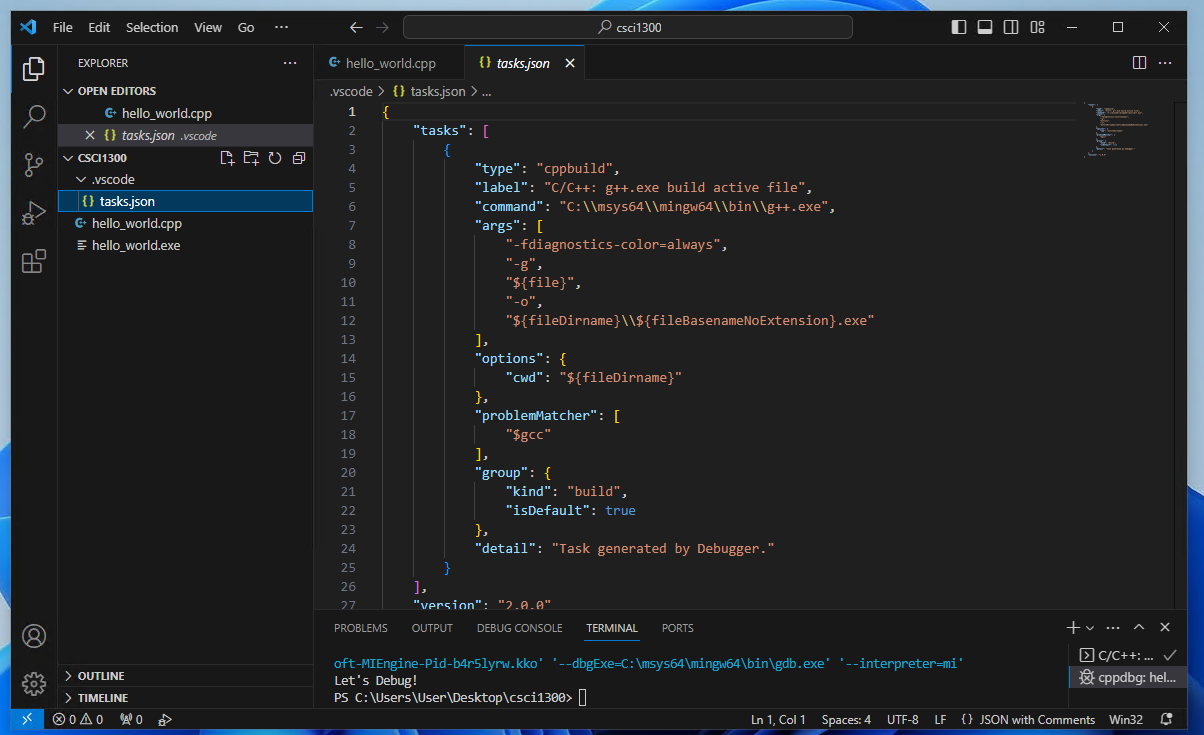 File Edit Selection View Go ···
csci1300
EXPLORER ···
OPEN EDITORS
hello_world.cpp
tasks.json .vscode
CSCI1300
.vscode
tasks.json
hello_world.cpp
hello_world.exe
OUTLINE
TIMELINE
hello_world.cpp
{} tasks.json
.vscode > {} tasks.json > ...
1 {
2 "tasks": [
3 {
4 "type": "cppbuild",
5 "label": "C/C++: g++.exe build active file",
6 "command": "C:\\msys64\\mingw64\\bin\\g++.exe",
7 "args": [
8 "-fdiagnostics-color=always",
9 "-g",
10 "${file}",
11 "-o",
12 "${fileDirname}\\${fileBasenameNoExtension}.exe"
13 ],
14 "options": {
15 "cwd": "${fileDirname}"
16 },
17 "problemMatcher": [
18 "$gcc"
19 ],
20 "group": {
21 "kind": "build",
22 "isDefault": true
23 },
24 "detail": "Task generated by Debugger."
25 }
26 ],
27 "version": "2.0.0"
PROBLEMS OUTPUT DEBUG CONSOLE TERMINAL PORTS
oft-MIEngine-Pid-b4r5lyrw.kko' '--dbgExe=C:\msys64\mingw64\bin\gdb.exe' '--interpreter=mi'
Let's Debug!
PS C:\Users\User\Desktop\csci1300>
C/C++: ...
cppdbg: hel...
0 0 0 Ln 1, Col 1 Spaces: 4 UTF-8 LF {} JSON with Comments Win32